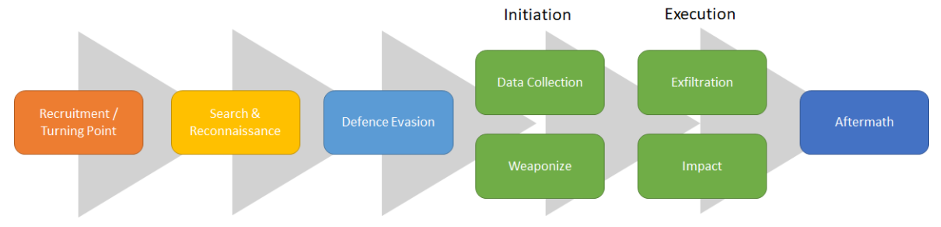 Initiation
Execution
Recruitment /
Turning Point
Search &
Reconnaissance
Defence Evasion
Data Collection
Weaponize
Exfiltration
Impact
Aftermath